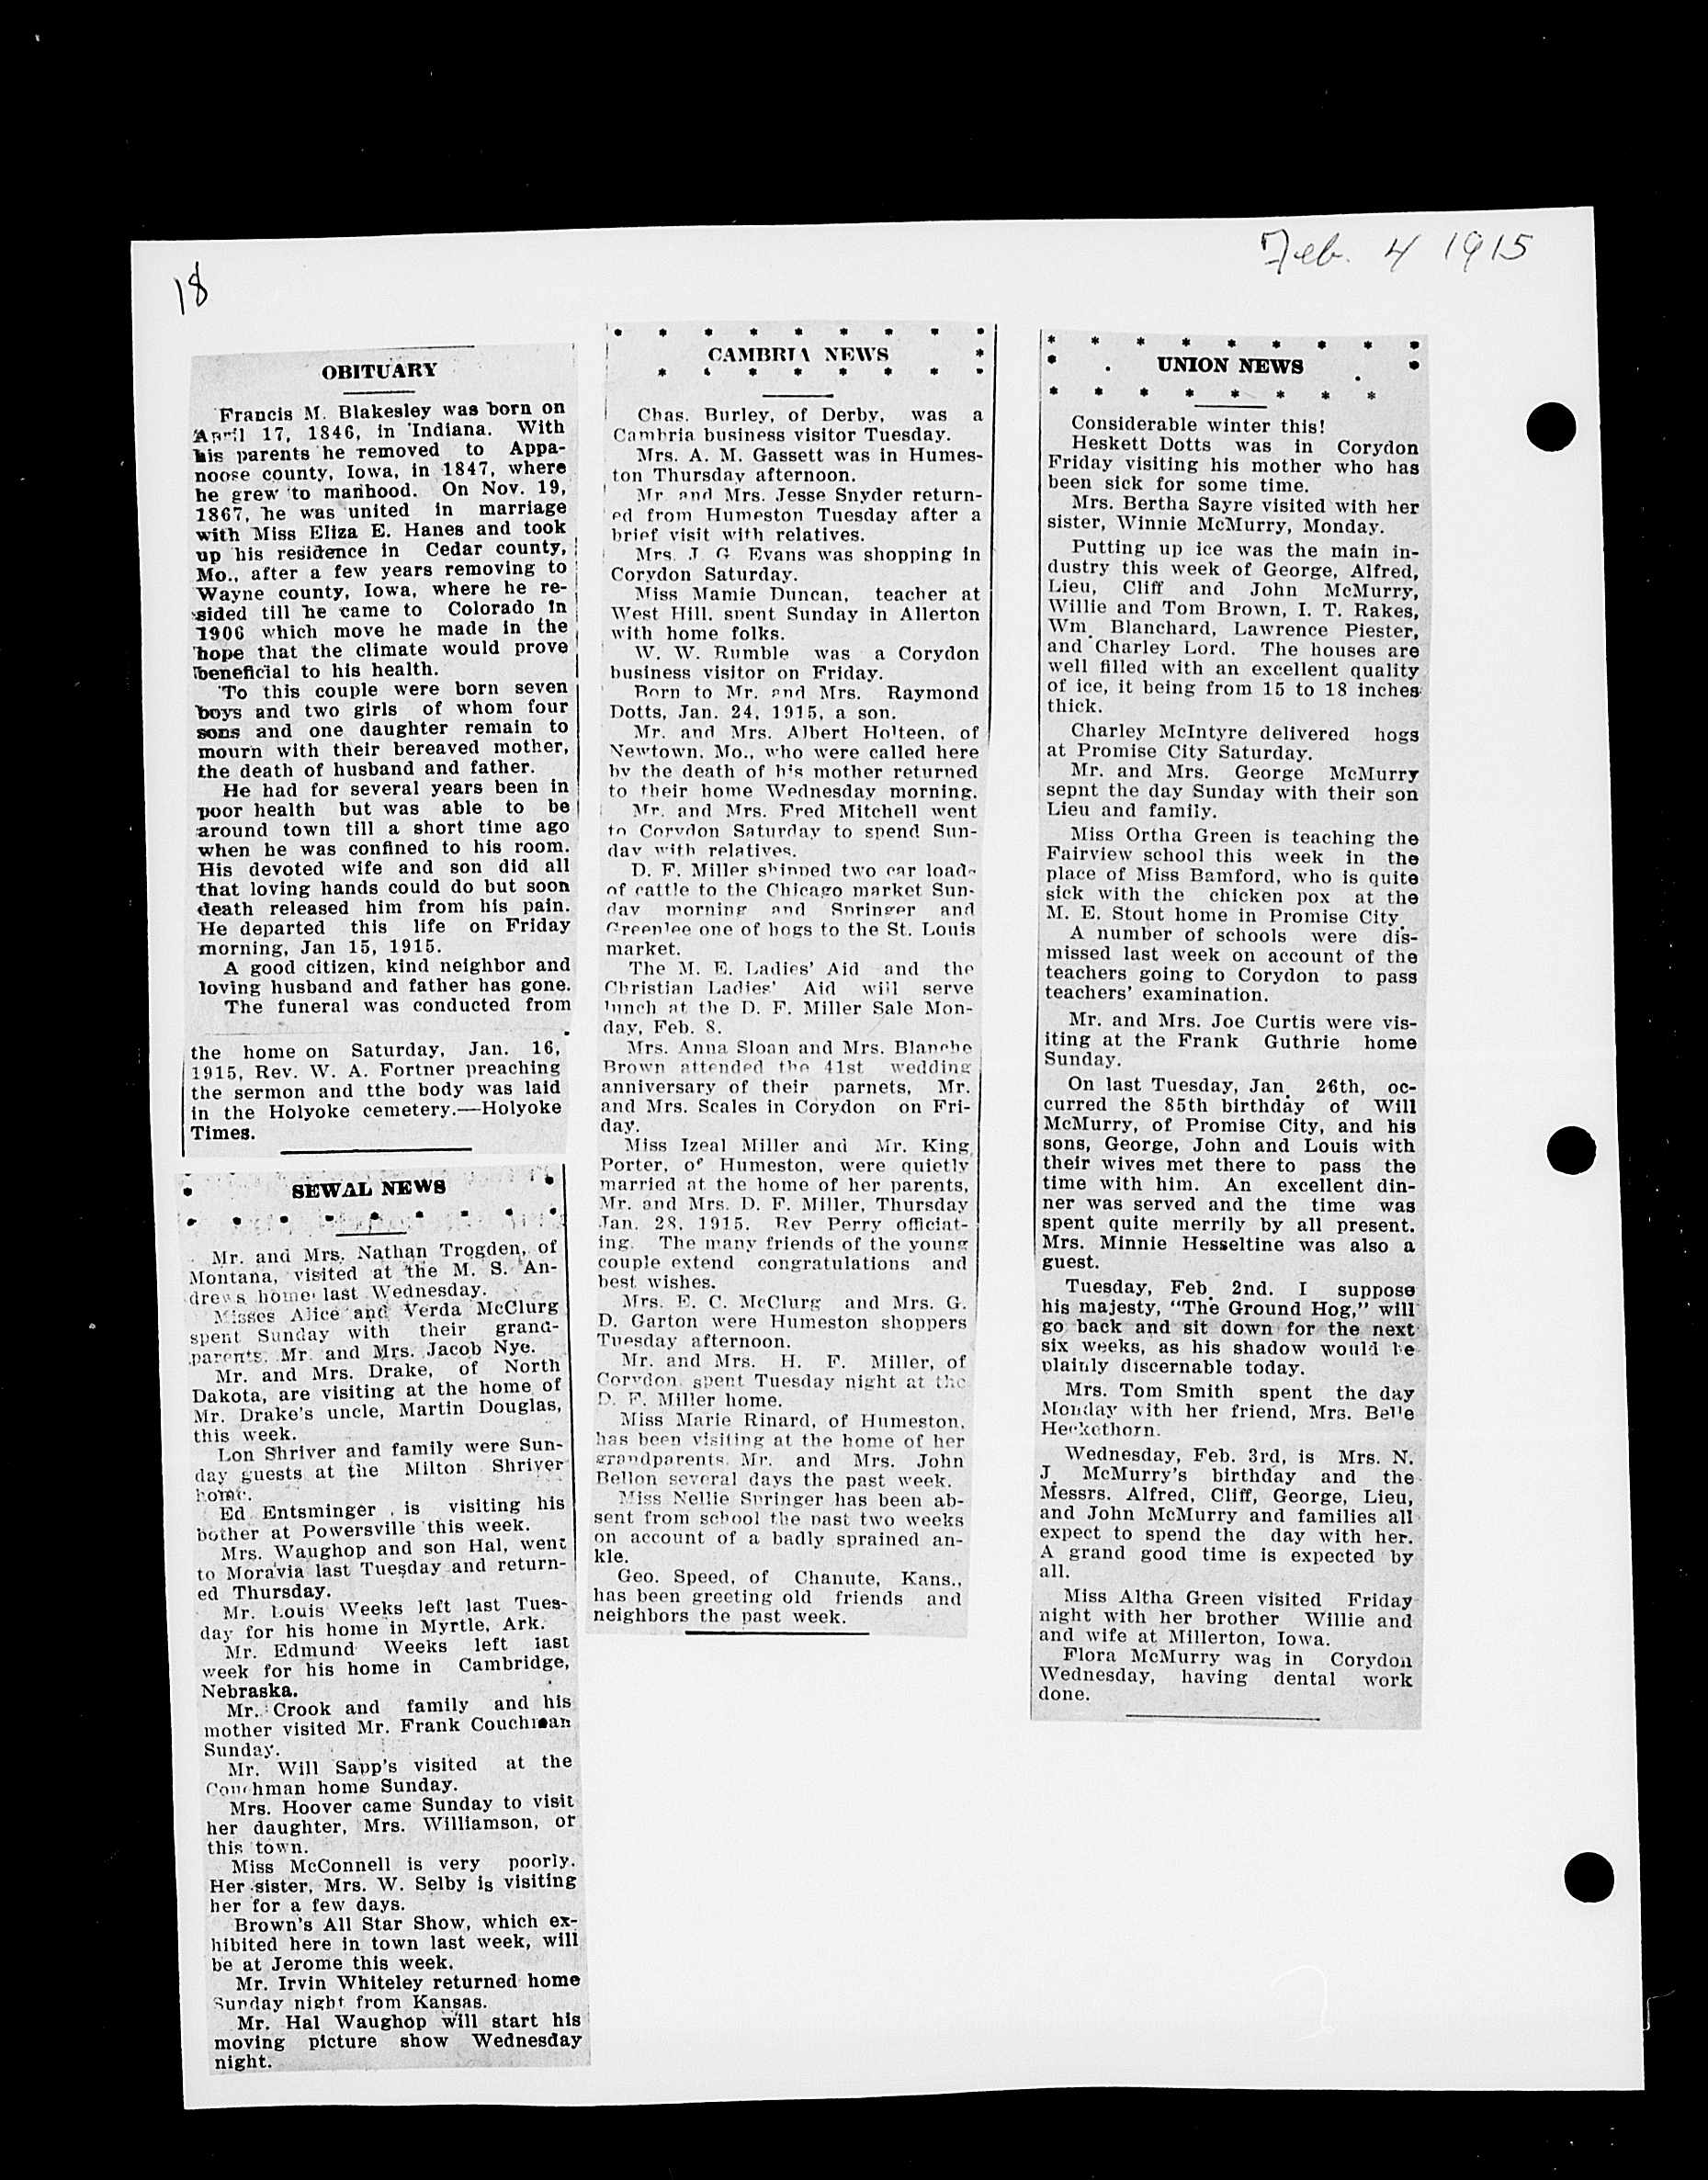 Feb. 4 1915
18
OBITUARY
Francis M. Blakesley was born on
April 17, 1846, in Indiana. With
his parents he removed to Appa-
noose county, Iowa, in 1847, where
he grew to manhood. On Nov. 19,
1867, he was united in marriage
with Miss Eliza E. Hanes and took
up his residence in Cedar county,
Mo., after a few years removing to
Wayne county, Iowa, where he re-
sided till he came to Colorado in
1906 which move he made in the
hope that the climate would prove
beneficial to his health.
To this couple were born seven
boys and two girls of whom four
sons and one daughter remain to
mourn with their bereaved mother,
the death of husband and father.
He had for several years been in
poor health but was able to be
around town till a short time ago
when he was confined to his room.
His devoted wife and son did all
that loving hands could do but soon
death released him from his pain.
He departed this life on Friday
morning, Jan 15, 1915.
A good citizen, kind neighbor and
loving husband and father has gone.
The funeral was conducted from
the home on Saturday, Jan. 16,
1915, Rev. W. A. Fortner preaching
the sermon and tthe body was laid
in the Holyoke cemetery.—Holyoke
Times.
SEWAL NEWS
Mr. and Mrs. Nathan Trogden, of
Montana, visited at the M. S. An-
drews home last Wednesday.
Misses Alice and Verda McClurg
spent Sunday with their grand-
parents, Mr. and Mrs. Jacob Nye.
Mr. and Mrs. Drake, of North
Dakota, are visiting at the home of
Mr. Drake's uncle, Martin Douglas,
this week.
Lon Shriver and family were Sun-
day guests at the Milton Shriver
home.
Ed Entsminger is visiting his
bother at Powersville this week.
Mrs. Waughop and son Hal, went
to Moravia last Tuesday and return-
ed Thursday.
Mr. Louis Weeks left last Tues-
day for his home in Myrtle, Ark.
Mr. Edmund Weeks left last
week for his home in Cambridge,
Nebraska.
Mr. Crook and family and his
mother visited Mr. Frank Couchman
Sunday.
Mr. Will Sapp's visited at the
Couchman home Sunday.
Mrs. Hoover came Sunday to visit
her daughter, Mrs. Williamson, of
this town.
Miss McConnell is very poorly.
Her sister, Mrs. W. Selby is visiting
her for a few days.
Brown's All Star Show, which ex-
hibited here in town last week, will
be at Jerome this week.
Mr. Irvin Whiteley returned home
Sunday night from Kansas.
Mr. Hal Waughop will start his
moving picture show Wednesday
night.
CAMBRIA NEWS
Chas. Burley, of Derby, was a
Cambria business visitor Tuesday.
Mrs. A. M. Gassett was in Humes-
ton Thursday afternoon.
Mr and Mrs. Jesse Snyder return-
ed from Humeston Tuesday after a
brief visit with relatives.
Mrs. J. G Evans was shopping in
Corydon Saturday.
Miss Mamie Duncan, teacher at
West Hill, spent Sunday in Allerton
with home folks.
W. W. Rumble was a Corydon
business visitor on Friday.
Born to Mr. and Mrs. Raymond
Dotts, Jan. 24, 1915, a son.
Mr. and Mrs. Albert Holteen, of
Newtown, Mo., who were called here
by the death of his mother returned
to their home Wednesday morning.
Mr. and Mrs. Fred Mitchell went
to Corydon Saturday to spend Sun-
day with relatives.
D. F. Miller shipped two car loads
of cattle to the Chicago market Sun-
day morning and Springer and
Greenlee one of hogs to the St. Louis
market.
The M. E. Ladies' Aid and the
Christian Ladies' Aid will serve
lunch at the D. F. Miller Sale Mon-
day, Feb. 8.
Mrs. Anna Sloan and Mrs. Blanche
Brown attended the 41st wedding
anniversary of their parnets, Mr.
and Mrs. Scales in Corydon on Fri-
day.
Miss Izeal Miller and Mr. King
Porter, of Humeston, were quietly
married at the home of her parents,
Mr. and Mrs. D. F. Miller, Thursday
Jan. 28, 1915. Rev Perry officiat-
ing. The many friends of the young
couple extend congratulations and
best wishes.
Mrs. E. C. McClurg and Mrs. G.
D. Garton were Humeston shoppers
Tuesday afternoon.
Mr. and Mrs. H. F. Miller, of
Corydon, spent Tuesday night at the
D. F. Miller home.
Miss Marie Rinard, of Humeston,
has been visiting at the home of her
grandparents, Mr. and Mrs. John
Bellon several days the past week.
Miss Nellie Springer has been ab-
sent from school the past two weeks
on account of a badly sprained an-
kle.
Geo. Speed, of Chanute, Kans.,
has been greeting old friends and
neighbors the past week.
UNION NEWS
Considerable winter this!
Heskett Dotts was in Corydon
Friday visiting his mother who has
been sick for some time.
Mrs. Bertha Sayre visited with her
sister, Winnie McMurry, Monday.
Putting up ice was the main in-
dustry this week of George, Alfred,
Lieu, Cliff and John McMurry,
Willie and Tom Brown, I. T. Rakes,
Wm. Blanchard, Lawrence Piester,
and Charley Lord. The houses are
well filled with an excellent quality
of ice, it being from 15 to 18 inches
thick.
Charley McIntyre delivered hogs
at Promise City Saturday.
Mr. and Mrs. George McMurry
sepnt the day Sunday with their son
Lieu and family.
Miss Ortha Green is teaching the
Fairview school this week in the
place of Miss Bamford, who is quite
sick with the chicken pox at the
M. E. Stout home in Promise City.
A number of schools were dis-
missed last week on account of the
teachers going to Corydon to pass
teachers' examination.
Mr. and Mrs. Joe Curtis were vis-
iting at the Frank Guthrie home
Sunday.
On last Tuesday, Jan. 26th, oc-
curred the 85th birthday of Will
McMurry, of Promise City, and his
sons, George, John and Louis with
their wives met there to pass the
time with him. An excellent din-
ner was served and the time was
spent quite merrily by all present.
Mrs. Minnie Hesseltine was also a
guest.
Tuesday, Feb. 2nd. I suppose
his majesty, "The Ground Hog," will
go back and sit down for the next
six weeks, as his shadow would be
plainly discernable today.
Mrs. Tom Smith spent the day
Monday with her friend, Mrs. Belle
Heckethorn.
Wednesday, Feb. 3rd, is Mrs. N.
J. McMurry's birthday and the
Messrs. Alfred, Cliff, George, Lieu,
and John McMurry and families all
expect to spend the day with her.
A grand good time is expected by
all.
Miss Altha Green visited Friday
night with her brother Willie and
and wife at Millerton, Iowa.
Flora McMurry was in Corydon
Wednesday, having dental work
done.